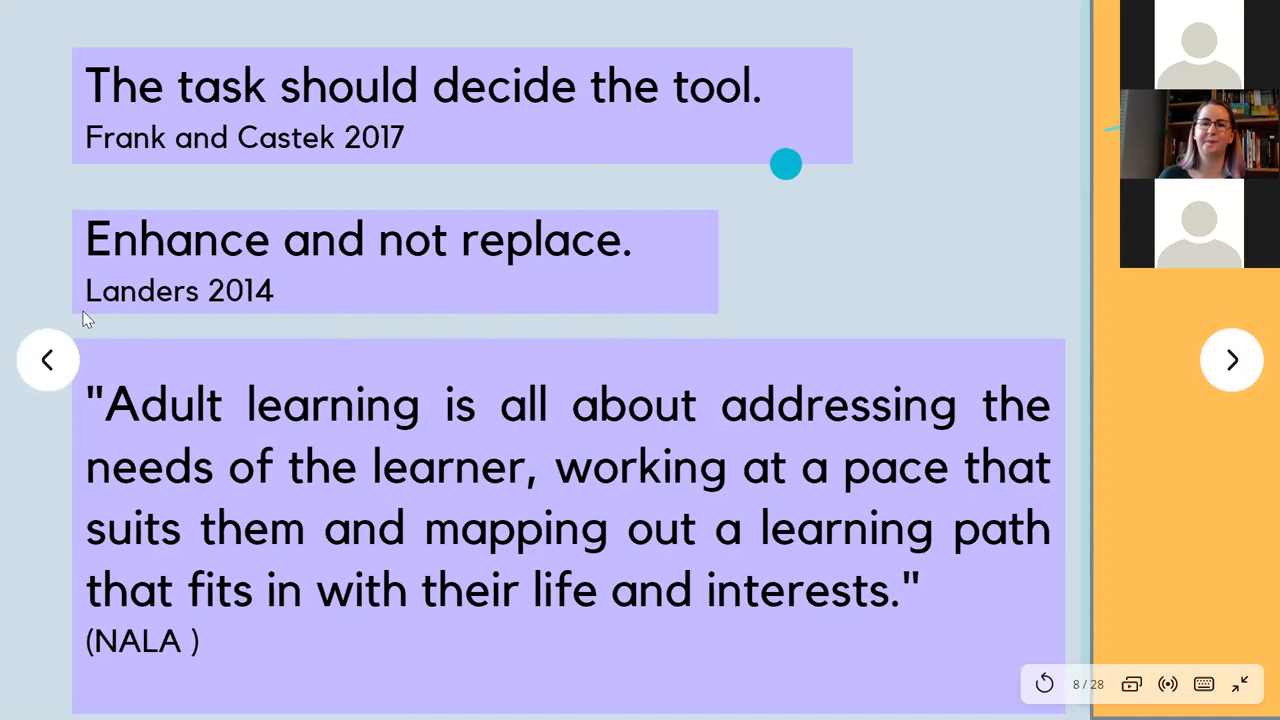 The task should decide the tool.
Frank and Castek 2017
Enhance and not replace.
Landers 2014
"Adult learning is all about addressing the
needs of the learner, working at a pace that
suits them and mapping out a learning path
that fits in with their life and interests."
(NALA )
8 / 28